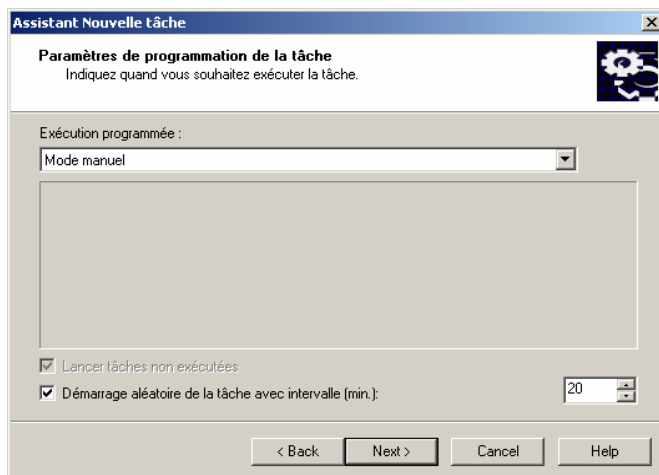 Assistant Nouvelle tâche
Paramètres de programmation de la tâche
Indiquez quand vous souhaitez exécuter la tâche.
Exécution programmée :
Mode manuel
Lancer tâches non exécutées
Démarrage aléatoire de la tâche avec intervalle (min.): 20
< Back Next > Cancel Help